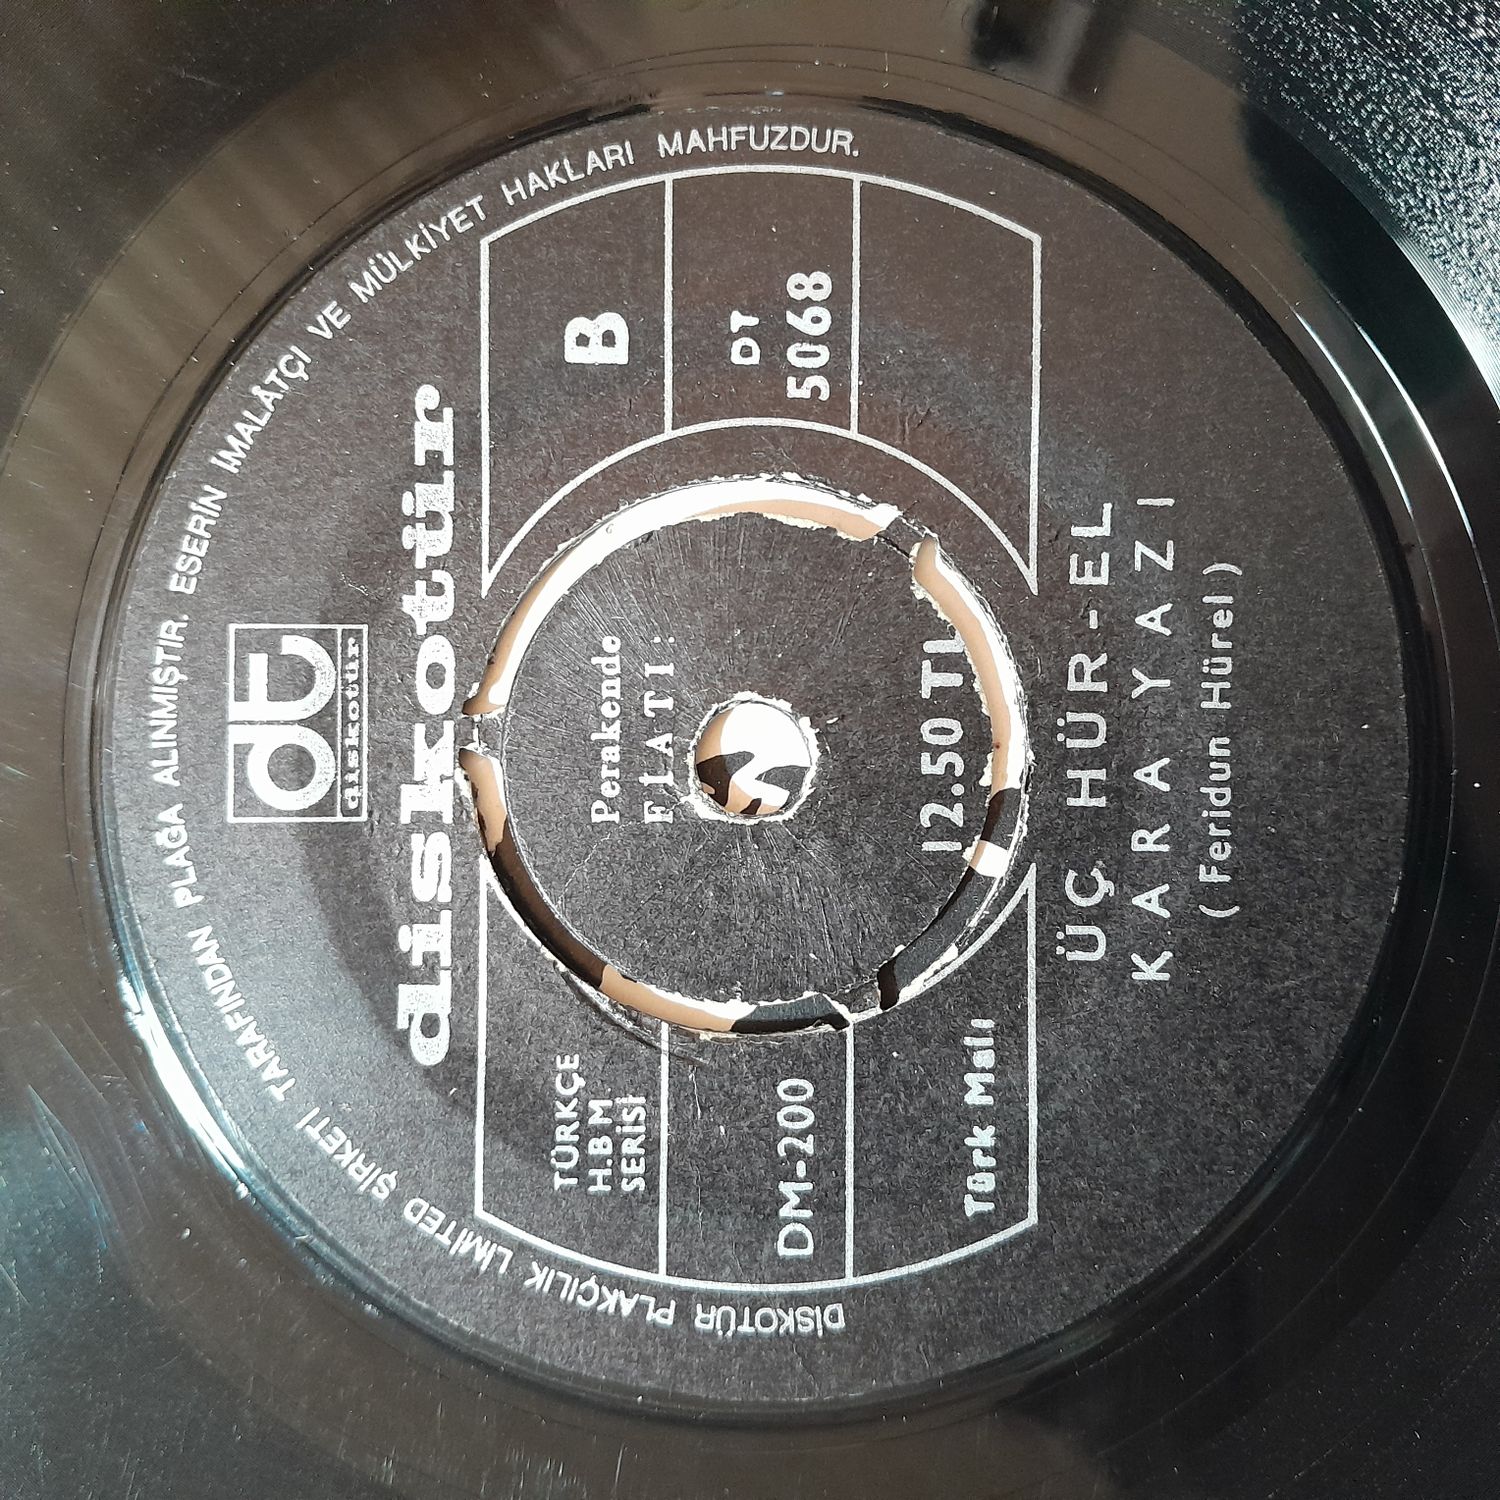 DİSKOTÜR PLAKÇILIK LİMİTED ŞİRKETİ TARAFINDAN PLAĞA ALINMIŞTIR. ESERİN İMALÂTÇI VE MÜLKİYET HAKLARI MAHFUZDUR.
dt
diskotür
diskotür
TÜRKÇE
H.B M
SERİSİ
DM-200
Türk Malı
Perakende
FİATI:
12.50 TL
B
DT
5068
ÜÇ HÜR-EL
KARA YAZI
(Feridun Hürel)